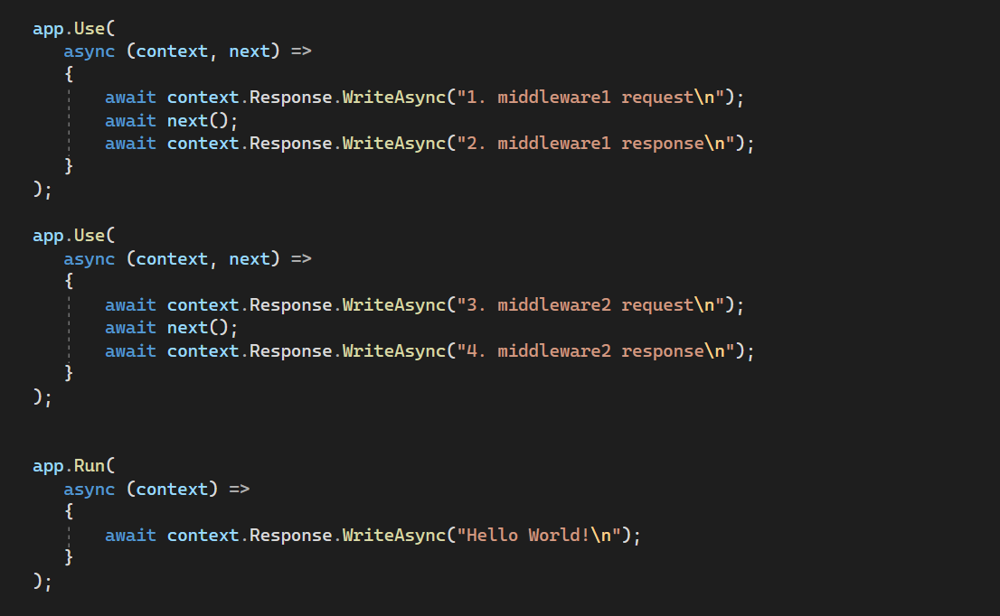 app.Use(
async (context, next) =>
{
await context.Response.WriteAsync("1. middleware1 request\n");
await next();
await context.Response.WriteAsync("2. middleware1 response\n");
}
);
app.Use(
async (context, next) =>
{
await context.Response.WriteAsync("3. middleware2 request\n");
await next();
await context.Response.WriteAsync("4. middleware2 response\n");
}
);
app.Run(
async (context) =>
{
await context.Response.WriteAsync("Hello World!\n");
}
);